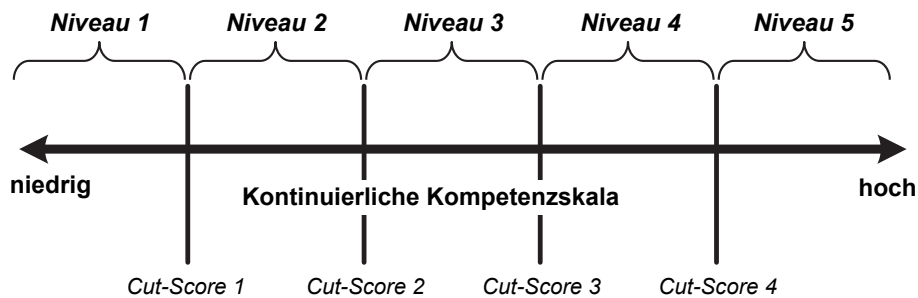 Niveau 1 Niveau 2 Niveau 3 Niveau 4 Niveau 5
niedrig hoch
Kontinuierliche Kompetenzskala
Cut-Score 1 Cut-Score 2 Cut-Score 3 Cut-Score 4